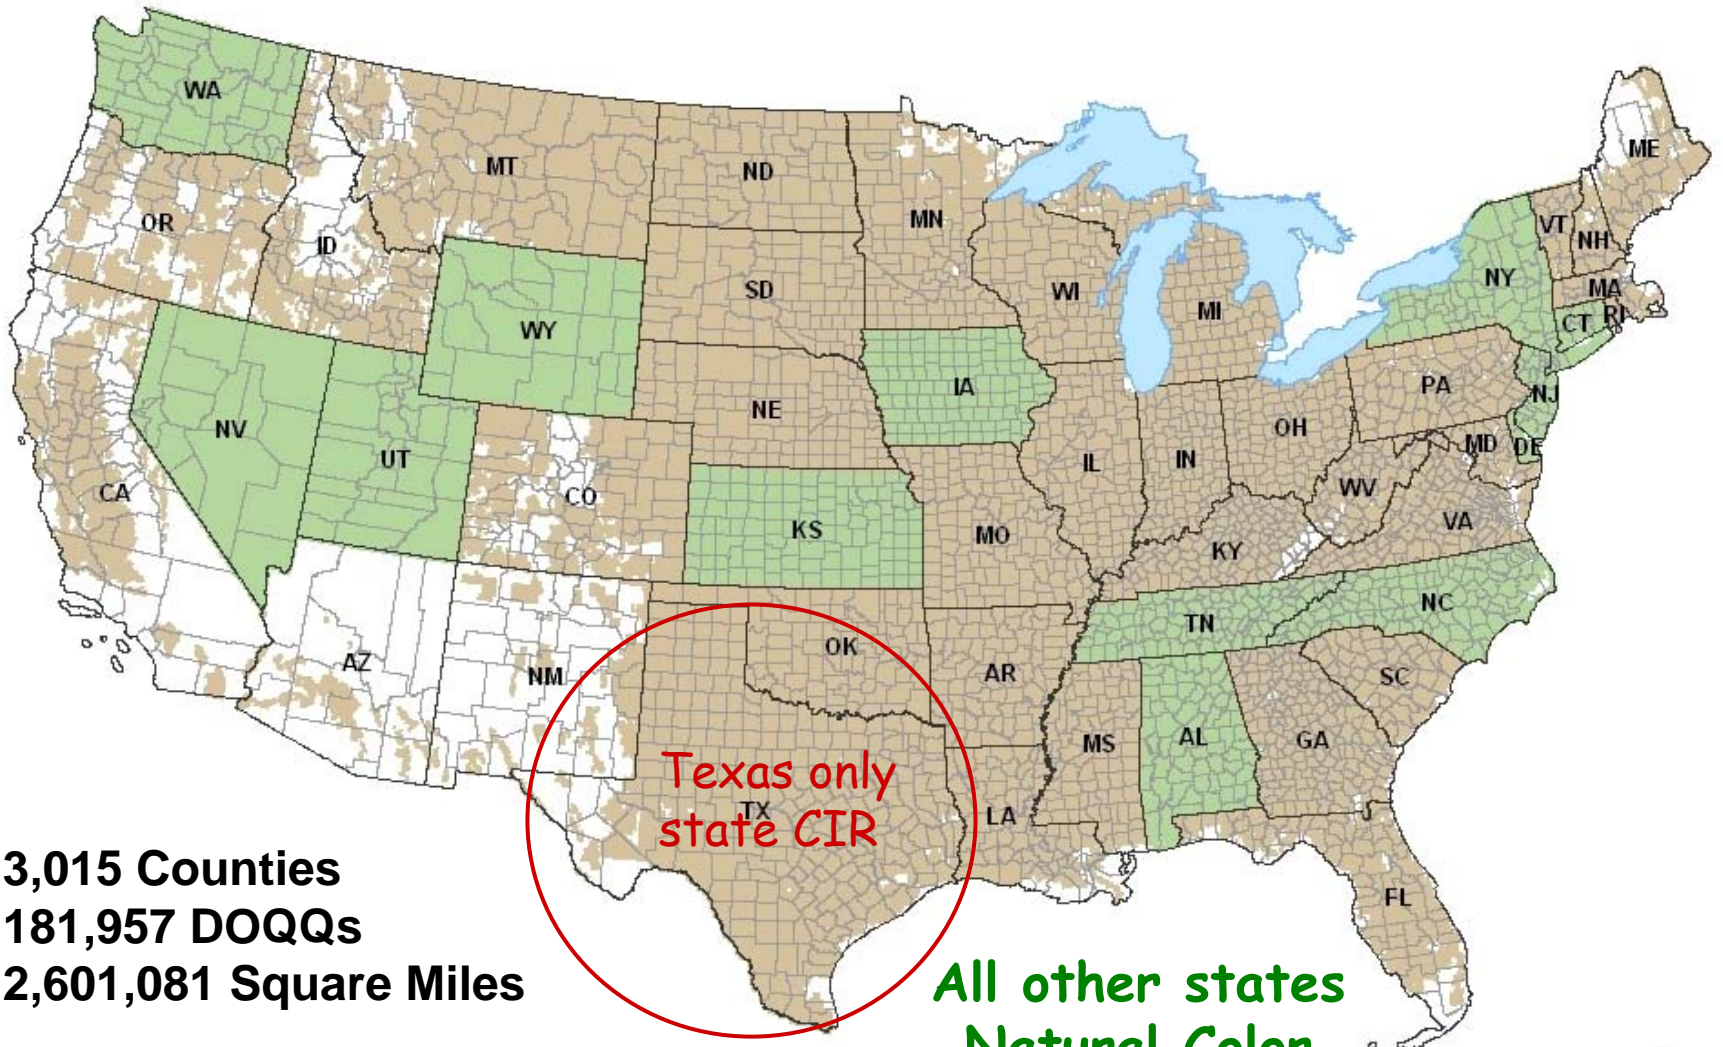 WA
MT
ND
MN
ME
OR
ID
SD
WI
MI
VT
NH
NY
MA
CT
RI
WY
IA
NE
PA
NJ
NV
UT
CO
CA
IL
IN
OH
MD
DE
WV
VA
KS
MO
KY
NC
TN
AZ
NM
OK
AR
SC
MS
AL
GA
TX
LA
FL
Texas only
state CIR
3,015 Counties
181,957 DOQQs
2,601,081 Square Miles
All other states
Natural Color